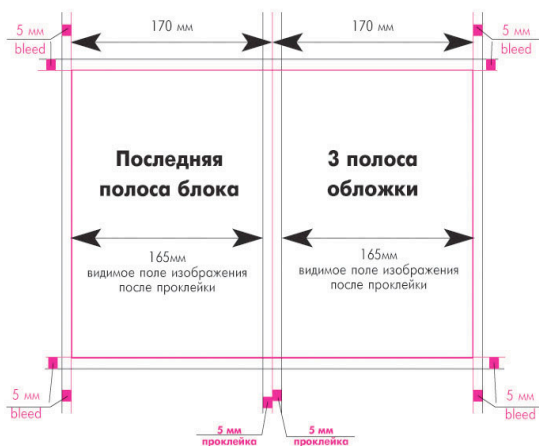 5 мм
bleed
170 мм
170 мм
5 мм
bleed
Последняя
полоса блока
3 полоса
обложки
165мм
видимое поле изображения
после проклейки
165мм
видимое поле изображения
после проклейки
5 мм
bleed
5 мм
bleed
5 мм
проклейка
5 мм
проклейка